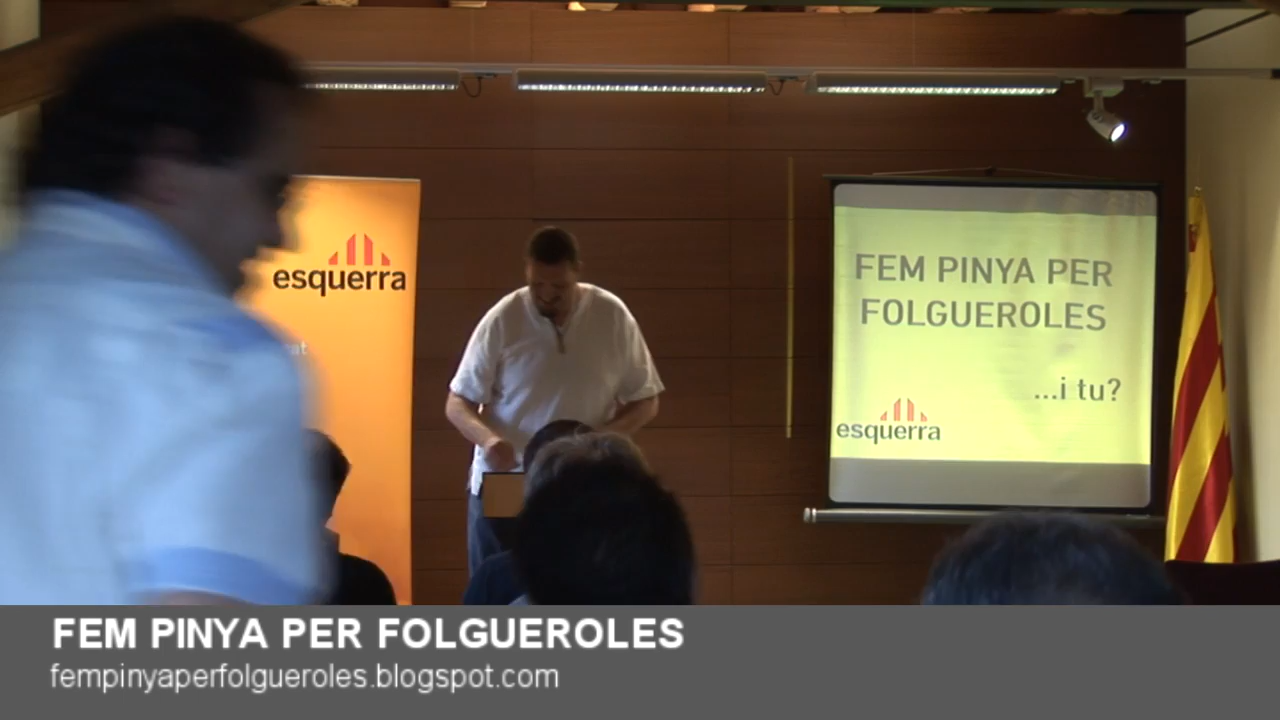 esquerra
FEM PINYA PER
FOLGUEROLES
...i tu?
esquerra
FEM PINYA PER FOLGUEROLES
fempinyaperfolgueroles.blogspot.com